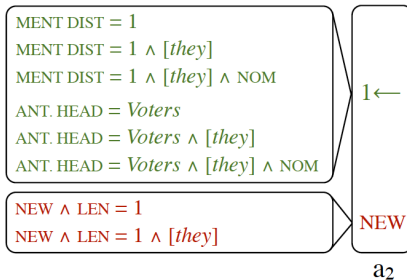 MENT DIST = 1
MENT DIST = 1 ∧ [they]
MENT DIST = 1 ∧ [they] ∧ NOM
ANT. HEAD = Voters
ANT. HEAD = Voters ∧ [they]
ANT. HEAD = Voters ∧ [they] ∧ NOM
1←
NEW ∧ LEN = 1
NEW ∧ LEN = 1 ∧ [they]
NEW
a₂